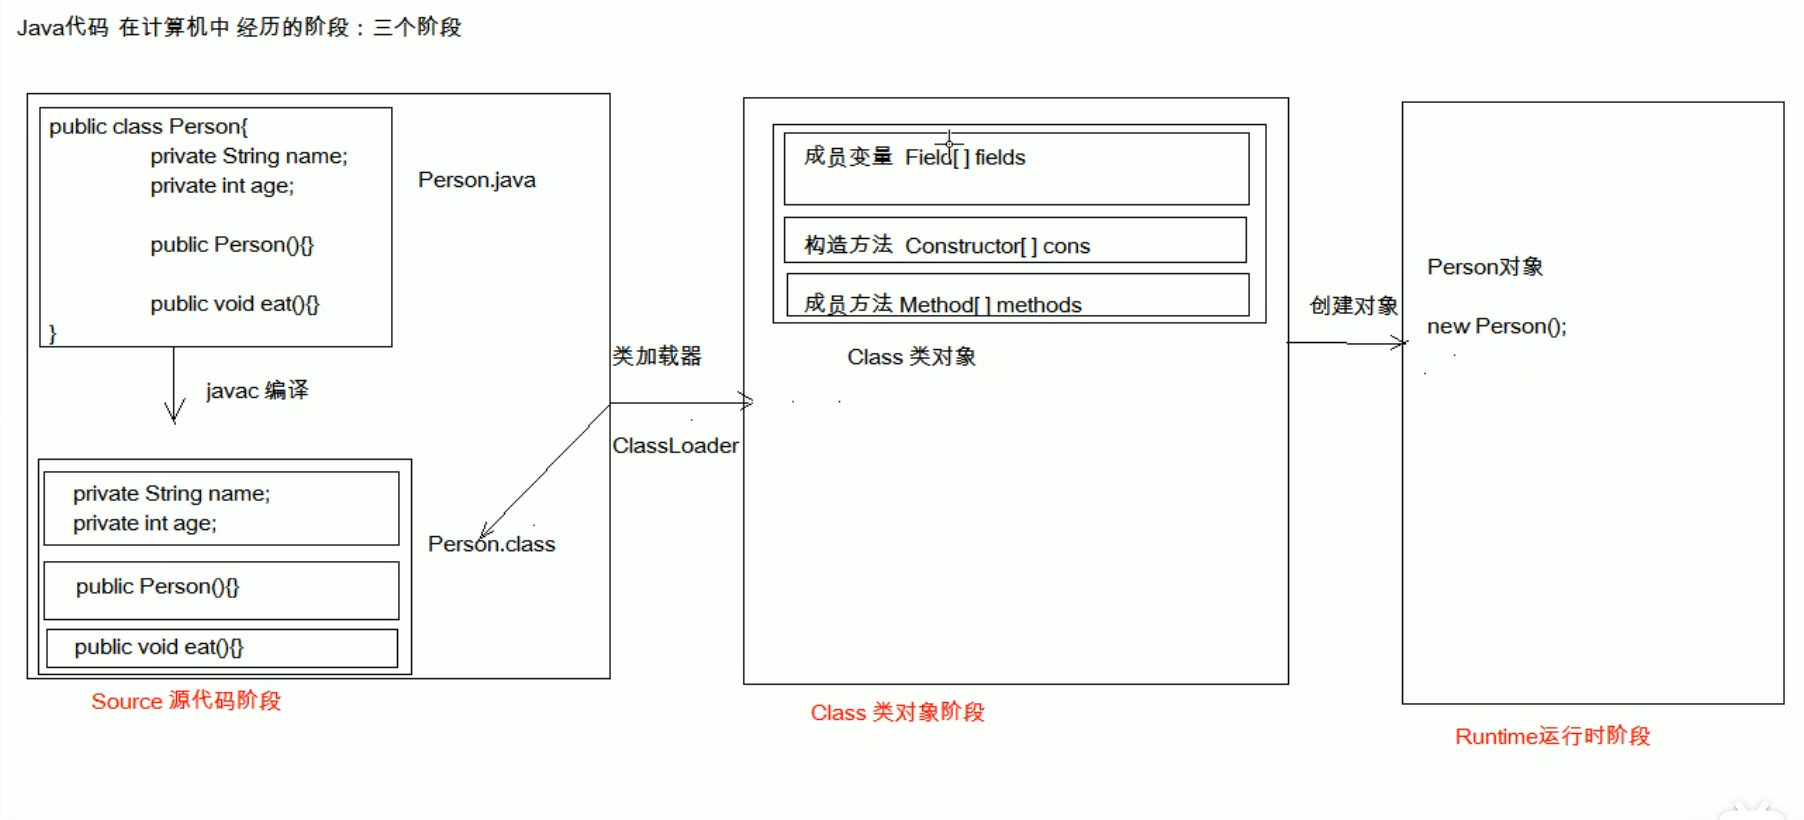 Java代码 在计算机中 经历的阶段：三个阶段
public class Person{
private String name;
private int age;
public Person(){}
public void eat(){}
}
Person.java
javac 编译
private String name;
private int age;
public Person(){}
public void eat(){}
Person.class
Source 源代码阶段
类加载器
ClassLoader
成员变量 Field[ ] fields
构造方法 Constructor[ ] cons
成员方法 Method[ ] methods
Class 类对象
Class 类对象阶段
创建对象
Person对象
new Person();
Runtime运行时阶段